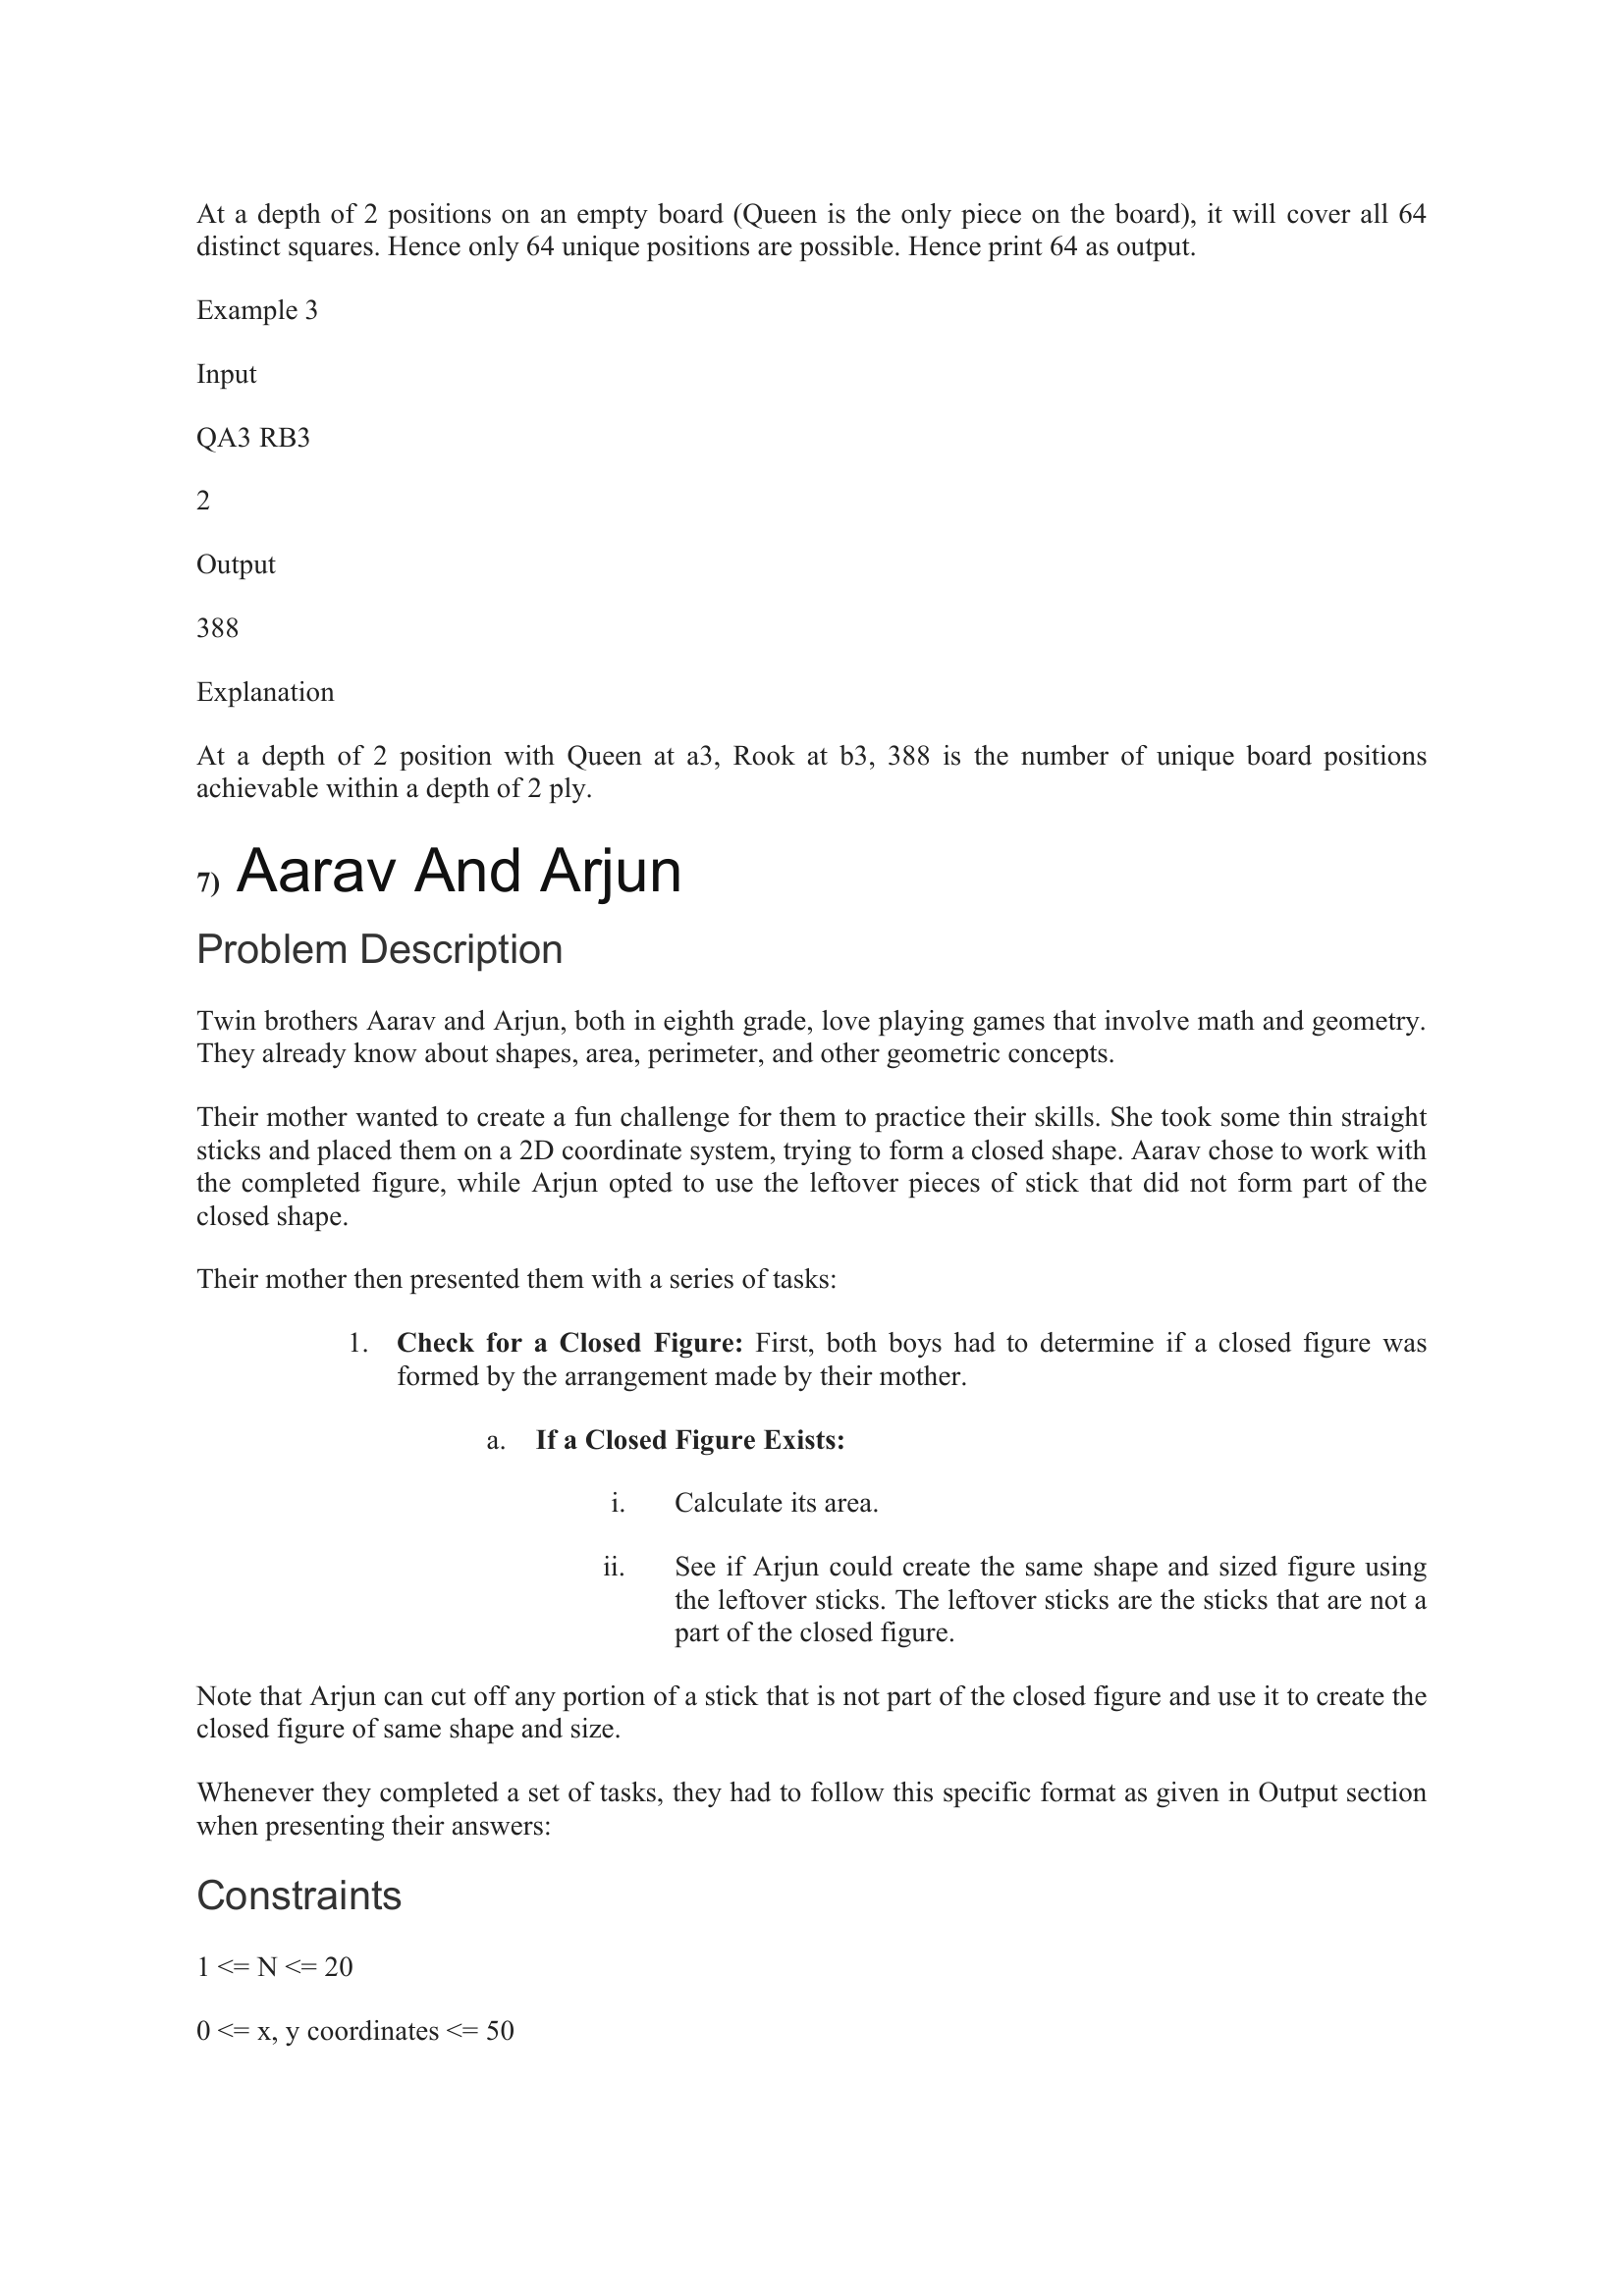 At a depth of 2 positions on an empty board (Queen is the only piece on the board), it will cover all 64
distinct squares. Hence only 64 unique positions are possible. Hence print 64 as output.
Example 3
Input
QA3 RB3
2
Output
388
Explanation
At a depth of 2 position with Queen at a3, Rook at b3, 388 is the number of unique board positions
achievable within a depth of 2 ply.
7) Aarav And Arjun
Problem Description
Twin brothers Aarav and Arjun, both in eighth grade, love playing games that involve math and geometry.
They already know about shapes, area, perimeter, and other geometric concepts.
Their mother wanted to create a fun challenge for them to practice their skills. She took some thin straight
sticks and placed them on a 2D coordinate system, trying to form a closed shape. Aarav chose to work with
the completed figure, while Arjun opted to use the leftover pieces of stick that did not form part of the
closed shape.
Their mother then presented them with a series of tasks:
1. Check for a Closed Figure: First, both boys had to determine if a closed figure was
formed by the arrangement made by their mother.
a. If a Closed Figure Exists:
i. Calculate its area.
ii. See if Arjun could create the same shape and sized figure using
the leftover sticks. The leftover sticks are the sticks that are not a
part of the closed figure.
Note that Arjun can cut off any portion of a stick that is not part of the closed figure and use it to create the
closed figure of same shape and size.
Whenever they completed a set of tasks, they had to follow this specific format as given in Output section
when presenting their answers:
Constraints
1 <= N <= 20
0 <= x, y coordinates <= 50